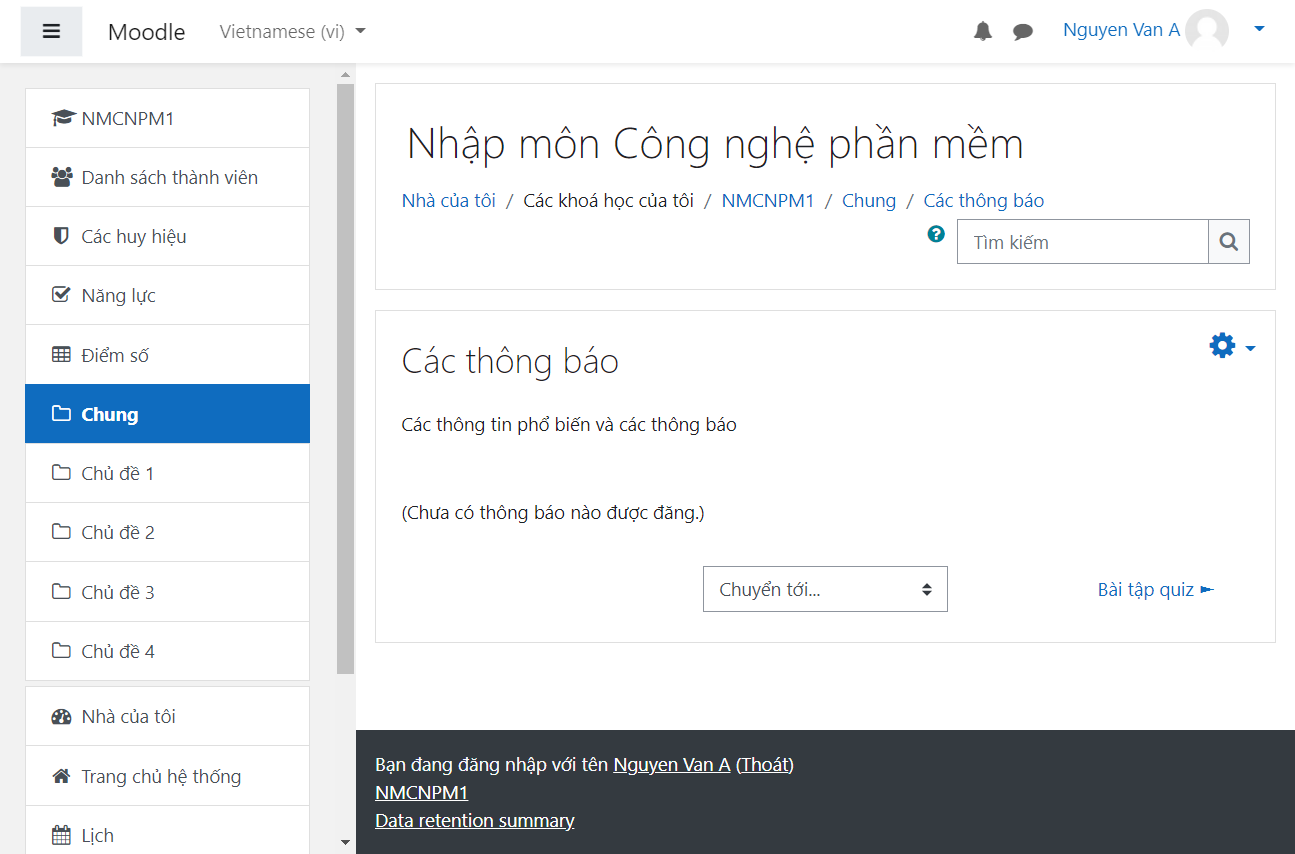 Moodle Vietnamese (vi) Nguyen Van A
NMCNPM1
Danh sách thành viên
Các huy hiệu
Năng lực
Điểm số
Chung
Chủ đề 1
Chủ đề 2
Chủ đề 3
Chủ đề 4
Nhà của tôi
Trang chủ hệ thống
Lịch
Nhập môn Công nghệ phần mềm
Nhà của tôi / Các khoá học của tôi / NMCNPM1 / Chung / Các thông báo
Tìm kiếm
Các thông báo
Các thông tin phổ biến và các thông báo
(Chưa có thông báo nào được đăng.)
Chuyển tới... Bài tập quiz ►
Bạn đang đăng nhập với tên Nguyen Van A (Thoát)
NMCNPM1
Data retention summary